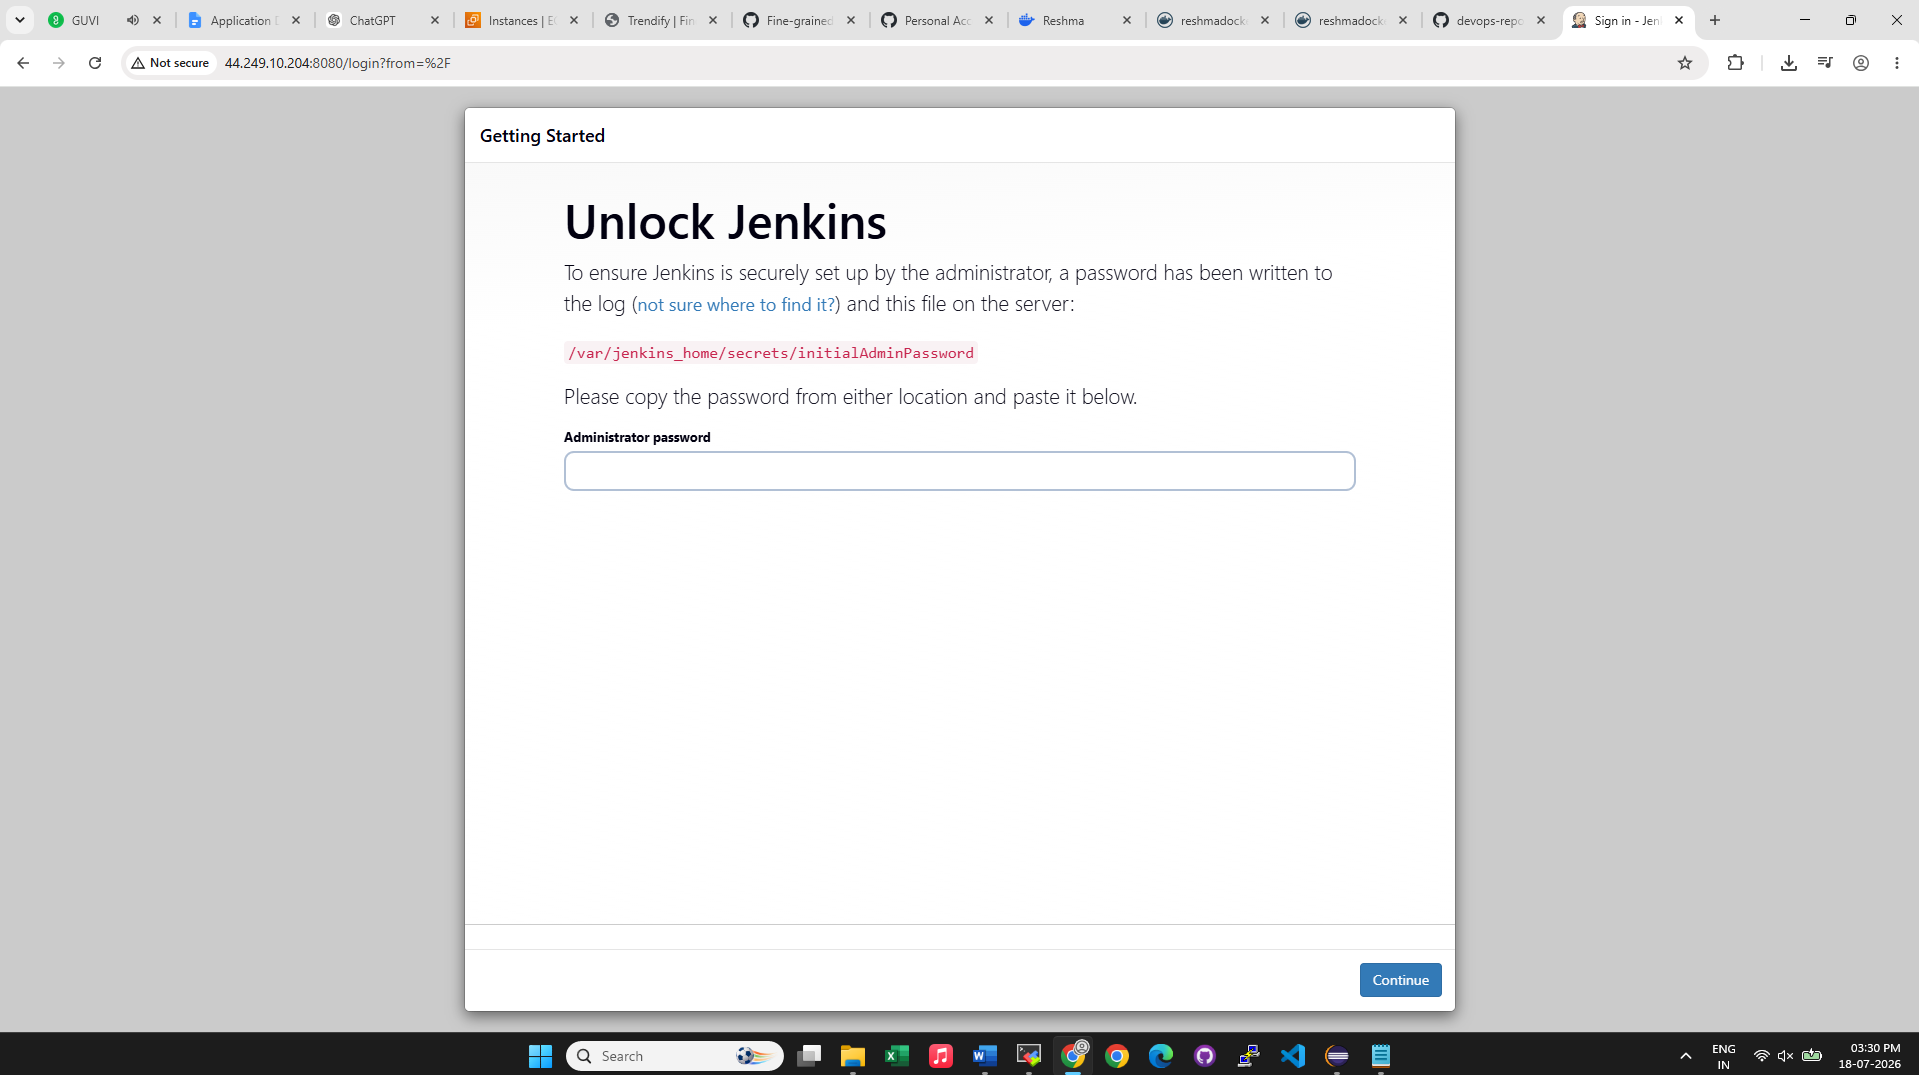 GUVI
Application D
ChatGPT
Instances | EC
Trendify | Fin
Fine-grained
Personal Acc
Reshma
reshmadocke
reshmadocke
devops-repo
Sign in - Jen
Not secure
44.249.10.204:8080/login?from=%2F
Getting Started
Unlock Jenkins
To ensure Jenkins is securely set up by the administrator, a password has been written to
the log (not sure where to find it?) and this file on the server:
/var/jenkins_home/secrets/initialAdminPassword
Please copy the password from either location and paste it below.
Administrator password
Continue
Search
ENG
IN
03:30 PM
18-07-2026